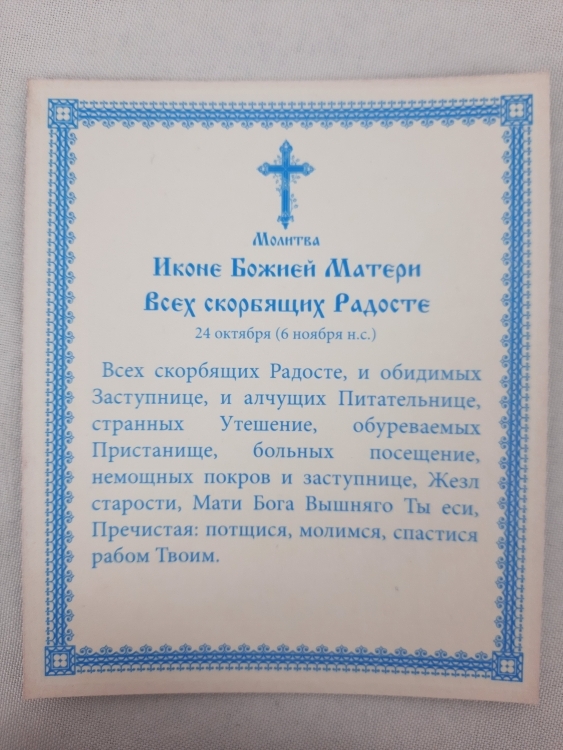 Молитва
Иконе Божией Матери
Всех скорбящих Радосте
24 октября (6 ноября н.с.)
Всех скорбящих Радосте, и обидимых
Заступнице, и алчущих Питательнице,
странных Утешение, обуреваемых
Пристанище, больных посещение,
немощных покров и заступнице, Жезл
старости, Мати Бога Вышняго Ты еси,
Пречистая: потщися, молимся, спастися
рабом Твоим.